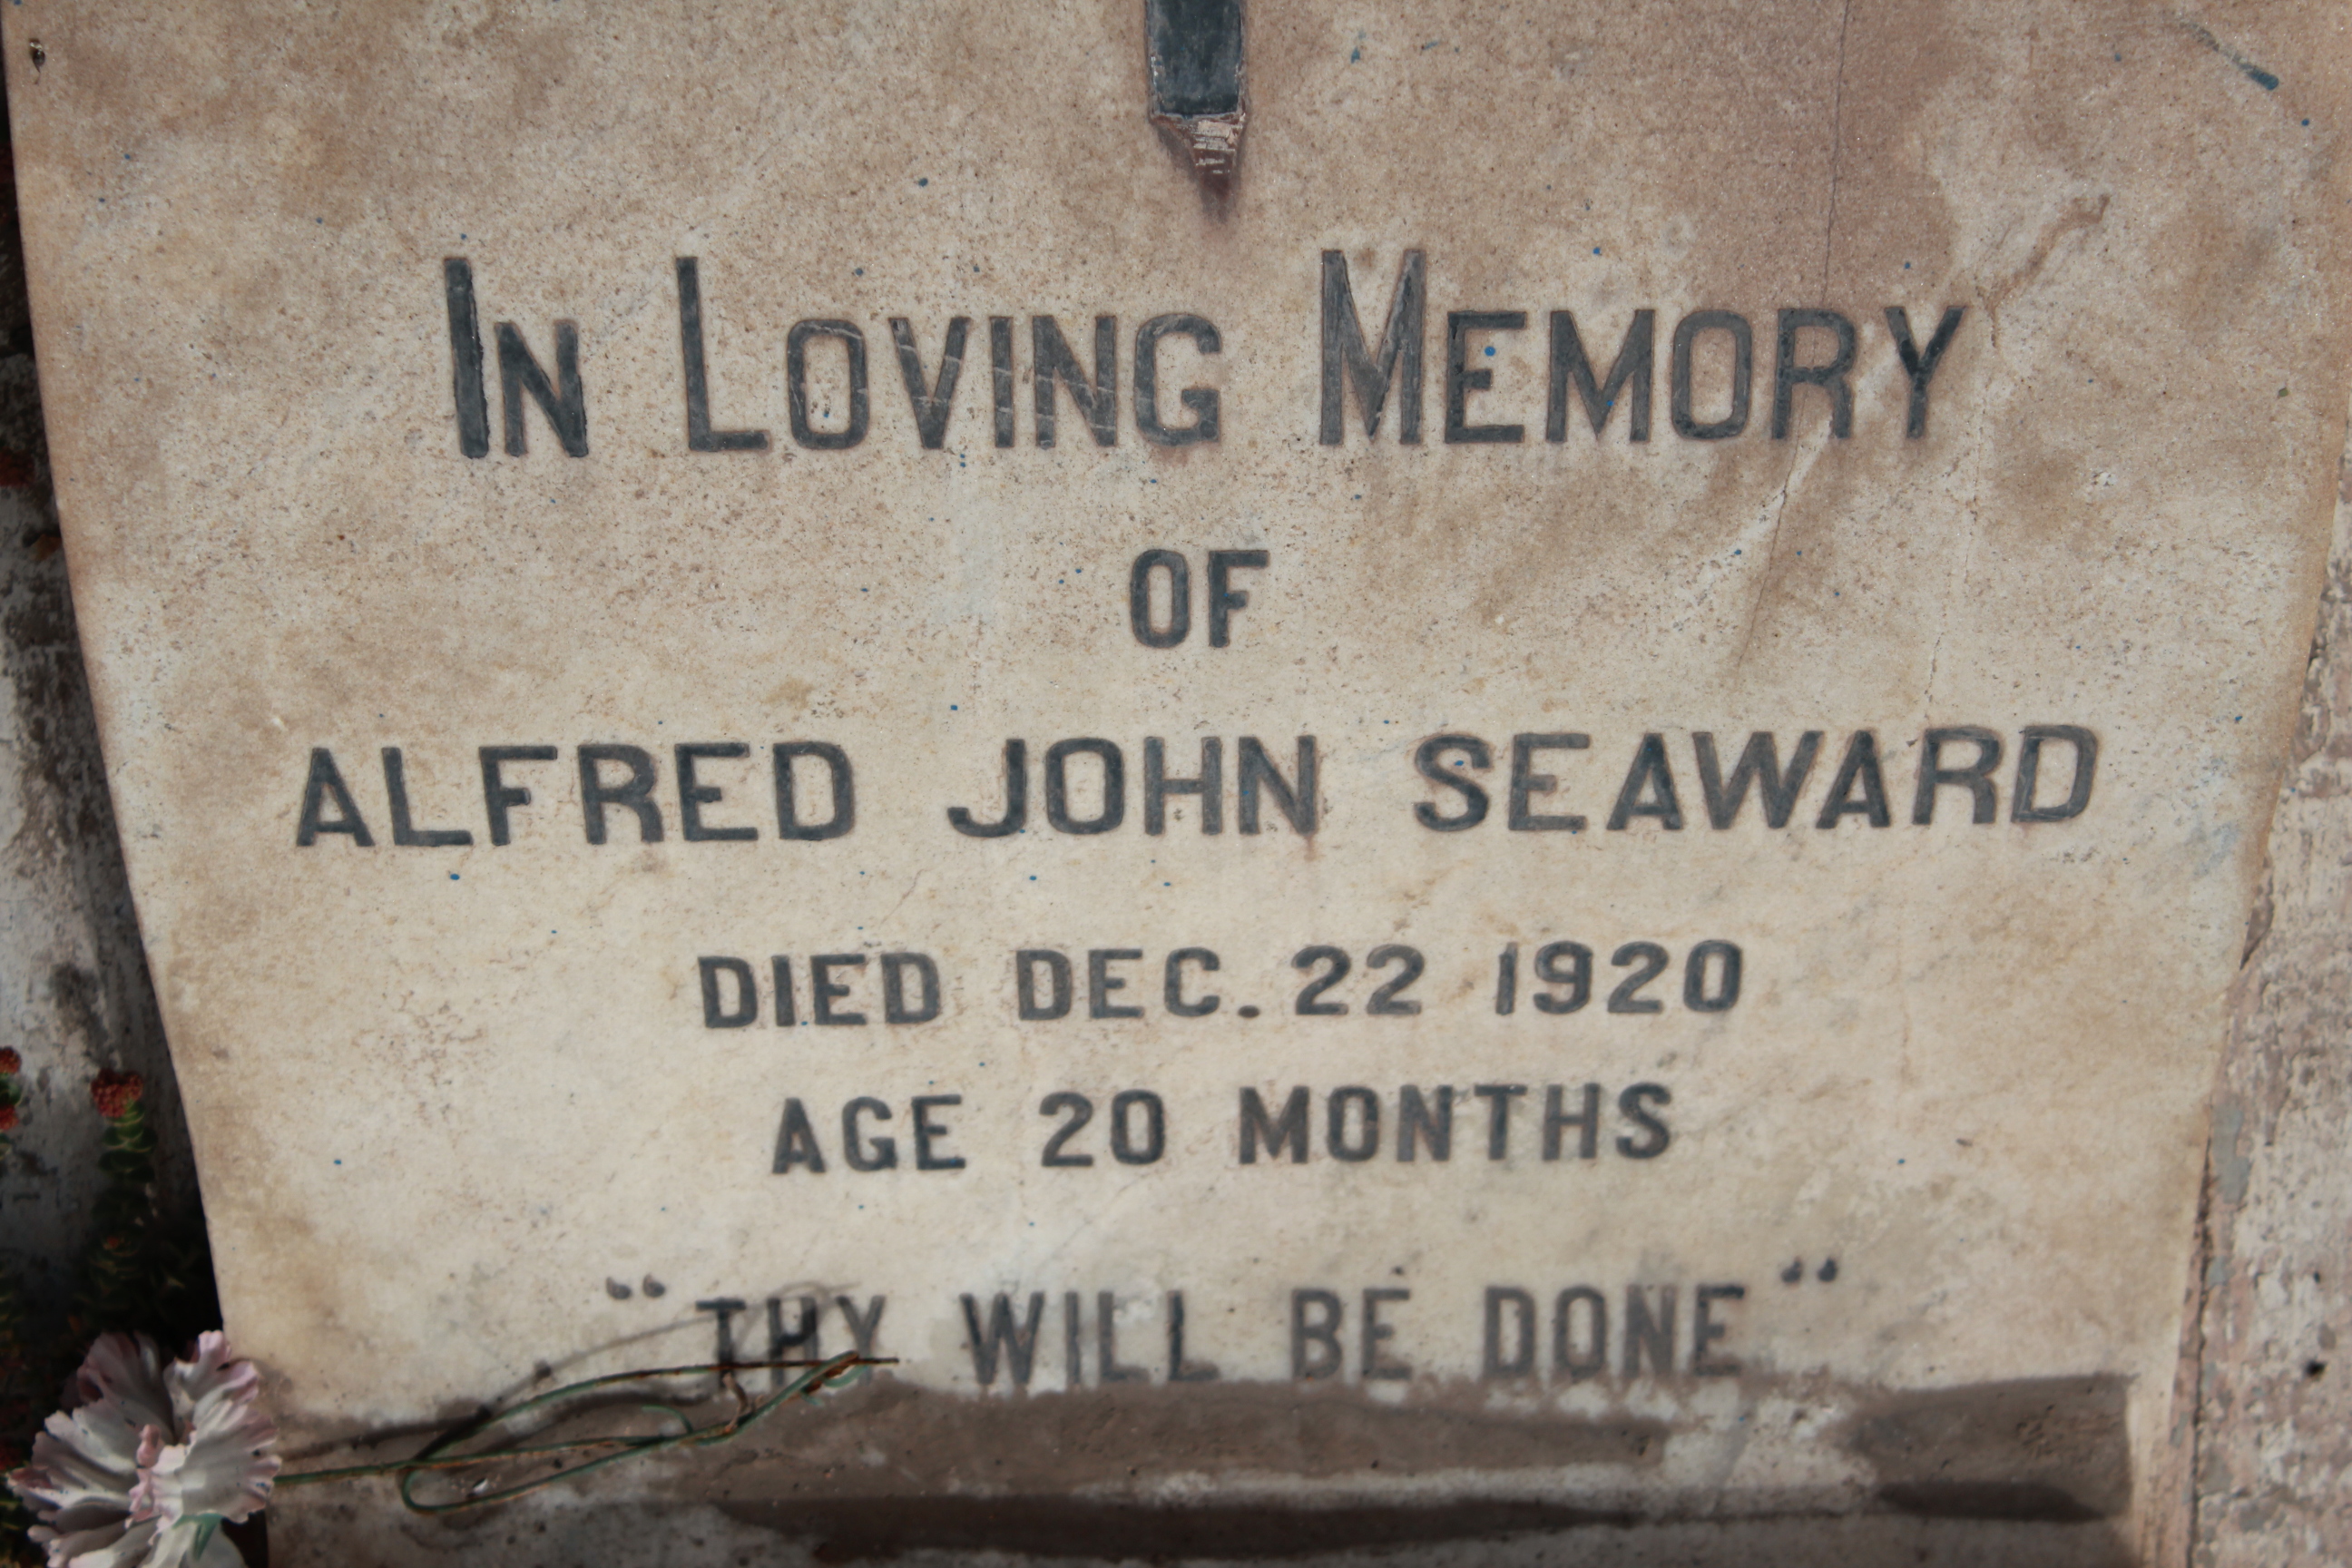 IN LOVING MEMORY
OF
ALFRED JOHN SEAWARD
DIED DEC. 22 1920
AGE 20 MONTHS
“THY WILL BE DONE“